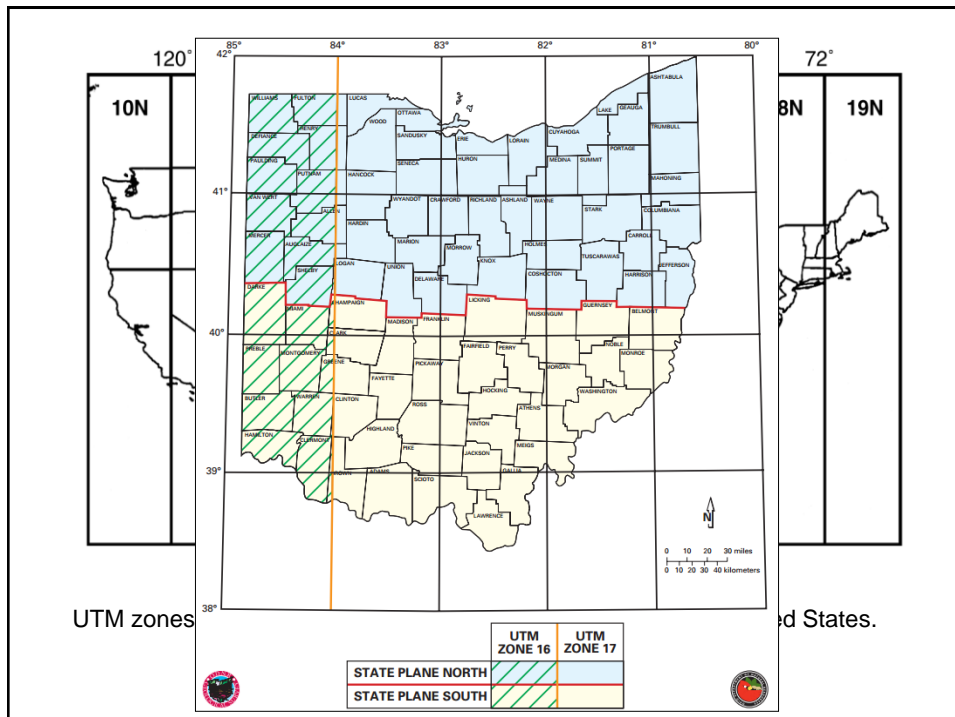 85° 84° 83° 82° 81° 80°
42°
120° 72°
10N 8N 19N
ASHTABULA
WILLIAMS FULTON LUCAS
LAKE GEAUGA
OTTAWA
WOOD
CUYAHOGA TRUMBULL
HENRY
DEFIANCE SANDUSKY ERIE LORAIN
PORTAGE
PAULDING SENECA HURON MEDINA SUMMIT
PUTNAM HANCOCK MAHONING
41°
VAN WERT WYANDOT CRAWFORD RICHLAND ASHLAND WAYNE
ALLEN STARK COLUMBIANA
HARDIN
MERCER AUGLAIZE MARION MORROW HOLMES CARROLL
TUSCARAWAS
LOGAN UNION KNOX JEFFERSON
SHELBY DELAWARE COSHOCTON HARRISON
DARKE
CHAMPAIGN LICKING GUERNSEY
MIAMI MADISON FRANKLIN MUSKINGUM BELMONT
40°
CLARK
PREBLE MONTGOMERY FAIRFIELD PERRY NOBLE
MONROE
GREENE PICKAWAY MORGAN
FAYETTE
BUTLER WARREN CLINTON HOCKING WASHINGTON
ROSS ATHENS
HAMILTON CLERMONT HIGHLAND VINTON
PIKE MEIGS
JACKSON
39°
BROWN ADAMS SCIOTO GALLIA
LAWRENCE
N
0 10 20 30 miles
0 10 20 30 40 kilometers
38°
UTM zones ed States.
UTM ZONE 16 UTM ZONE 17
STATE PLANE NORTH
STATE PLANE SOUTH